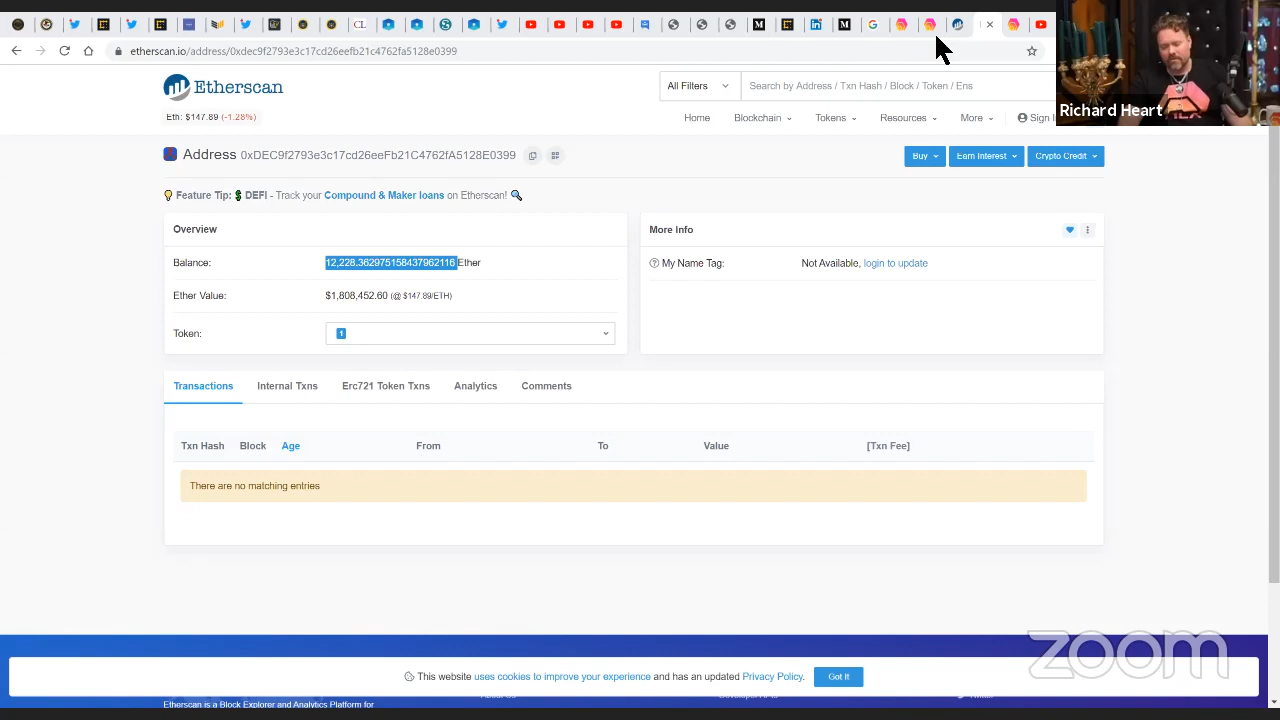 CL
etherscan.io/address/0xdec9f2793e3c17cd26eefb21c4762fa5128e0399
Etherscan
All Filters
Search by Address / Txn Hash / Block / Token / Ens
Eth: $147.89 (-1.28%)
Home
Blockchain
Tokens
Resources
More
Sign I
Richard Heart
Address 0xDEC9f2793e3c17cd26eeFb21C4762fA5128E0399
Buy
Earn Interest
Crypto Credit
Feature Tip: DEFI - Track your Compound & Maker loans on Etherscan!
Overview
Balance: 12,228.362975158437962116 Ether
Ether Value: $1,808,452.60 (@ $147.89/ETH)
Token: 1
More Info
My Name Tag: Not Available, login to update
Transactions
Internal Txns
Erc721 Token Txns
Analytics
Comments
Txn Hash Block Age From To Value [Txn Fee]
There are no matching entries
zoom
This website uses cookies to improve your experience and has an updated Privacy Policy.
Got It
Etherscan is a Block Explorer and Analytics Platform for